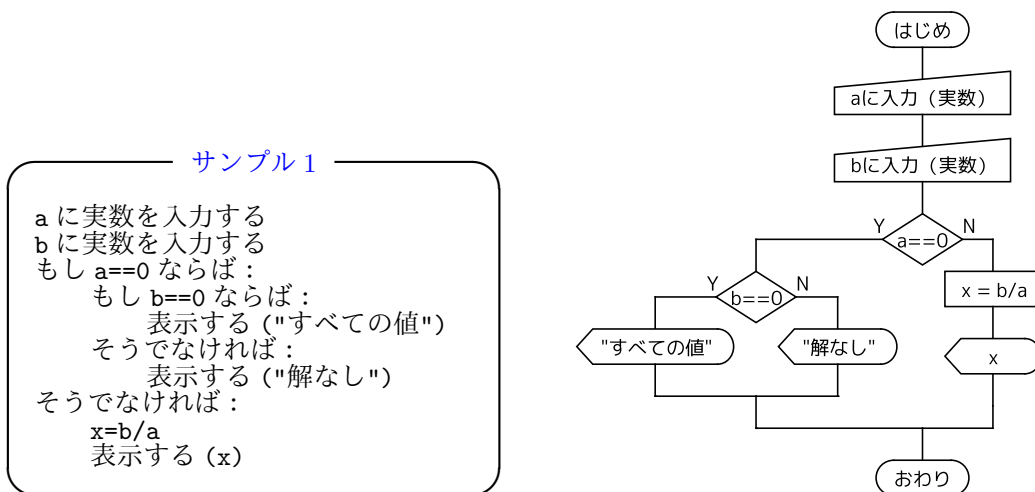 サンプル 1
a に実数を入力する
b に実数を入力する
もし a==0 ならば：
もし b==0 ならば：
表示する ("すべての値")
そうでなければ：
表示する ("解なし")
そうでなければ：
x=b/a
表示する (x)
はじめ
aに入力 (実数)
bに入力 (実数)
Y
N
a==0
Y
N
b==0
x = b/a
"すべての値"
"解なし"
x
おわり